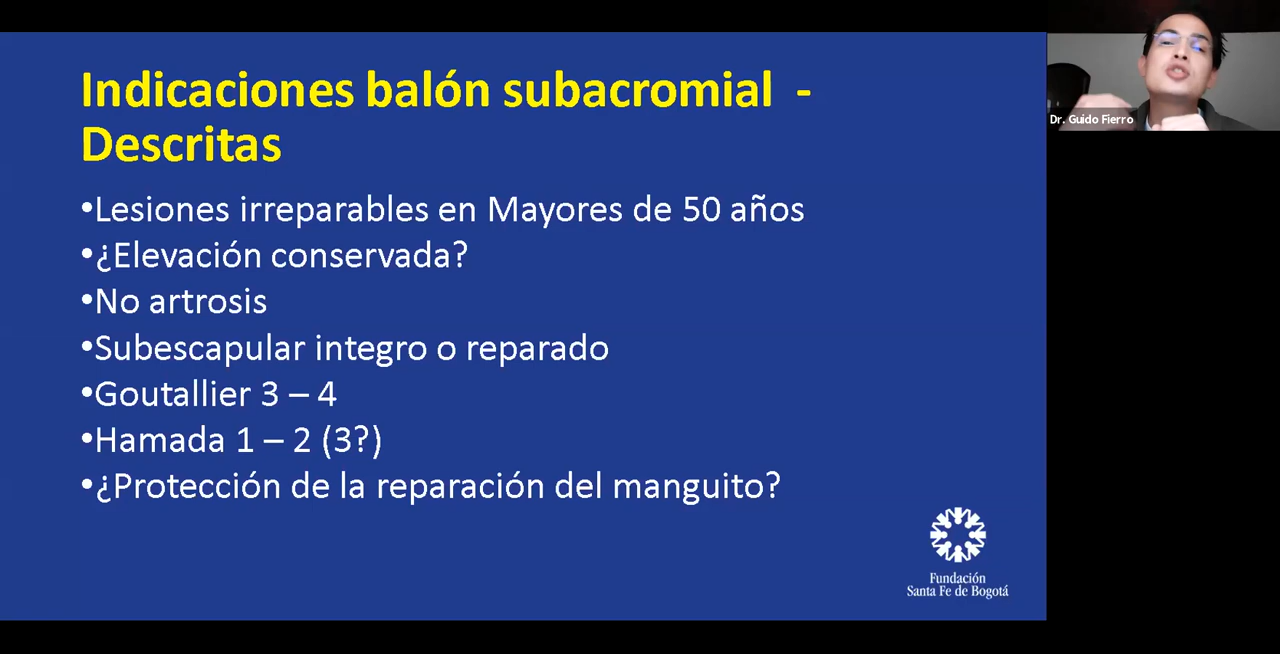 Indicaciones balón subacromial -
Descritas
•Lesiones irreparables en Mayores de 50 años
•¿Elevación conservada?
•No artrosis
•Subescapular integro o reparado
•Goutallier 3 – 4
•Hamada 1 – 2 (3?)
•¿Protección de la reparación del manguito?
Fundación
Santa Fe de Bogotá
Dr. Guido Fierro